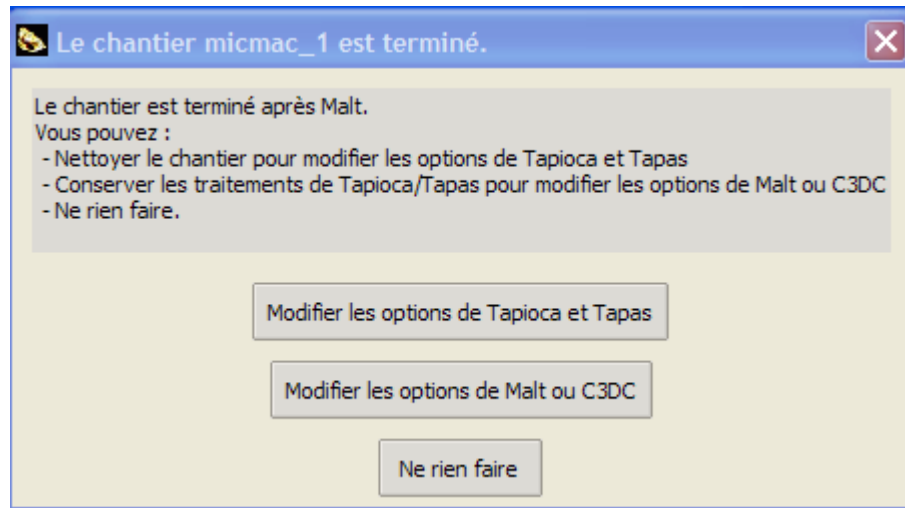 Le chantier micmac_1 est terminé.
Le chantier est terminé après Malt.
Vous pouvez :
- Nettoyer le chantier pour modifier les options de Tapioca et Tapas
- Conserver les traitements de Tapioca/Tapas pour modifier les options de Malt ou C3DC
- Ne rien faire.
Modifier les options de Tapioca et Tapas
Modifier les options de Malt ou C3DC
Ne rien faire